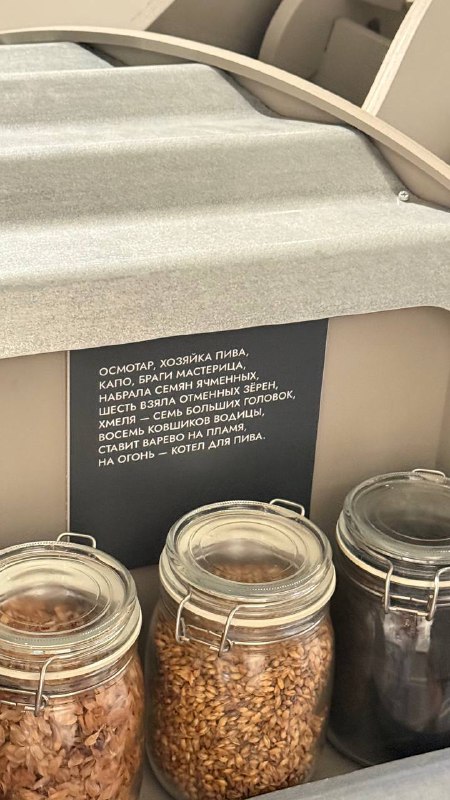 ОСМОТАР, ХОЗЯЙКА ПИВА,
КАПО, БРАГИ МАСТЕРИЦА,
НАБРАЛА СЕМЯН ЯЧМЕННЫХ,
ШЕСТЬ ВЗЯЛА ОТМЕННЫХ ЗЁРЕН,
ХМЕЛЯ — СЕМЬ БОЛЬШИХ ГОЛОВОК,
ВОСЕМЬ КОВШИКОВ ВОДИЦЫ,
СТАВИТ ВАРЕВО НА ПЛАМЯ,
НА ОГОНЬ — КОТЕЛ ДЛЯ ПИВА.